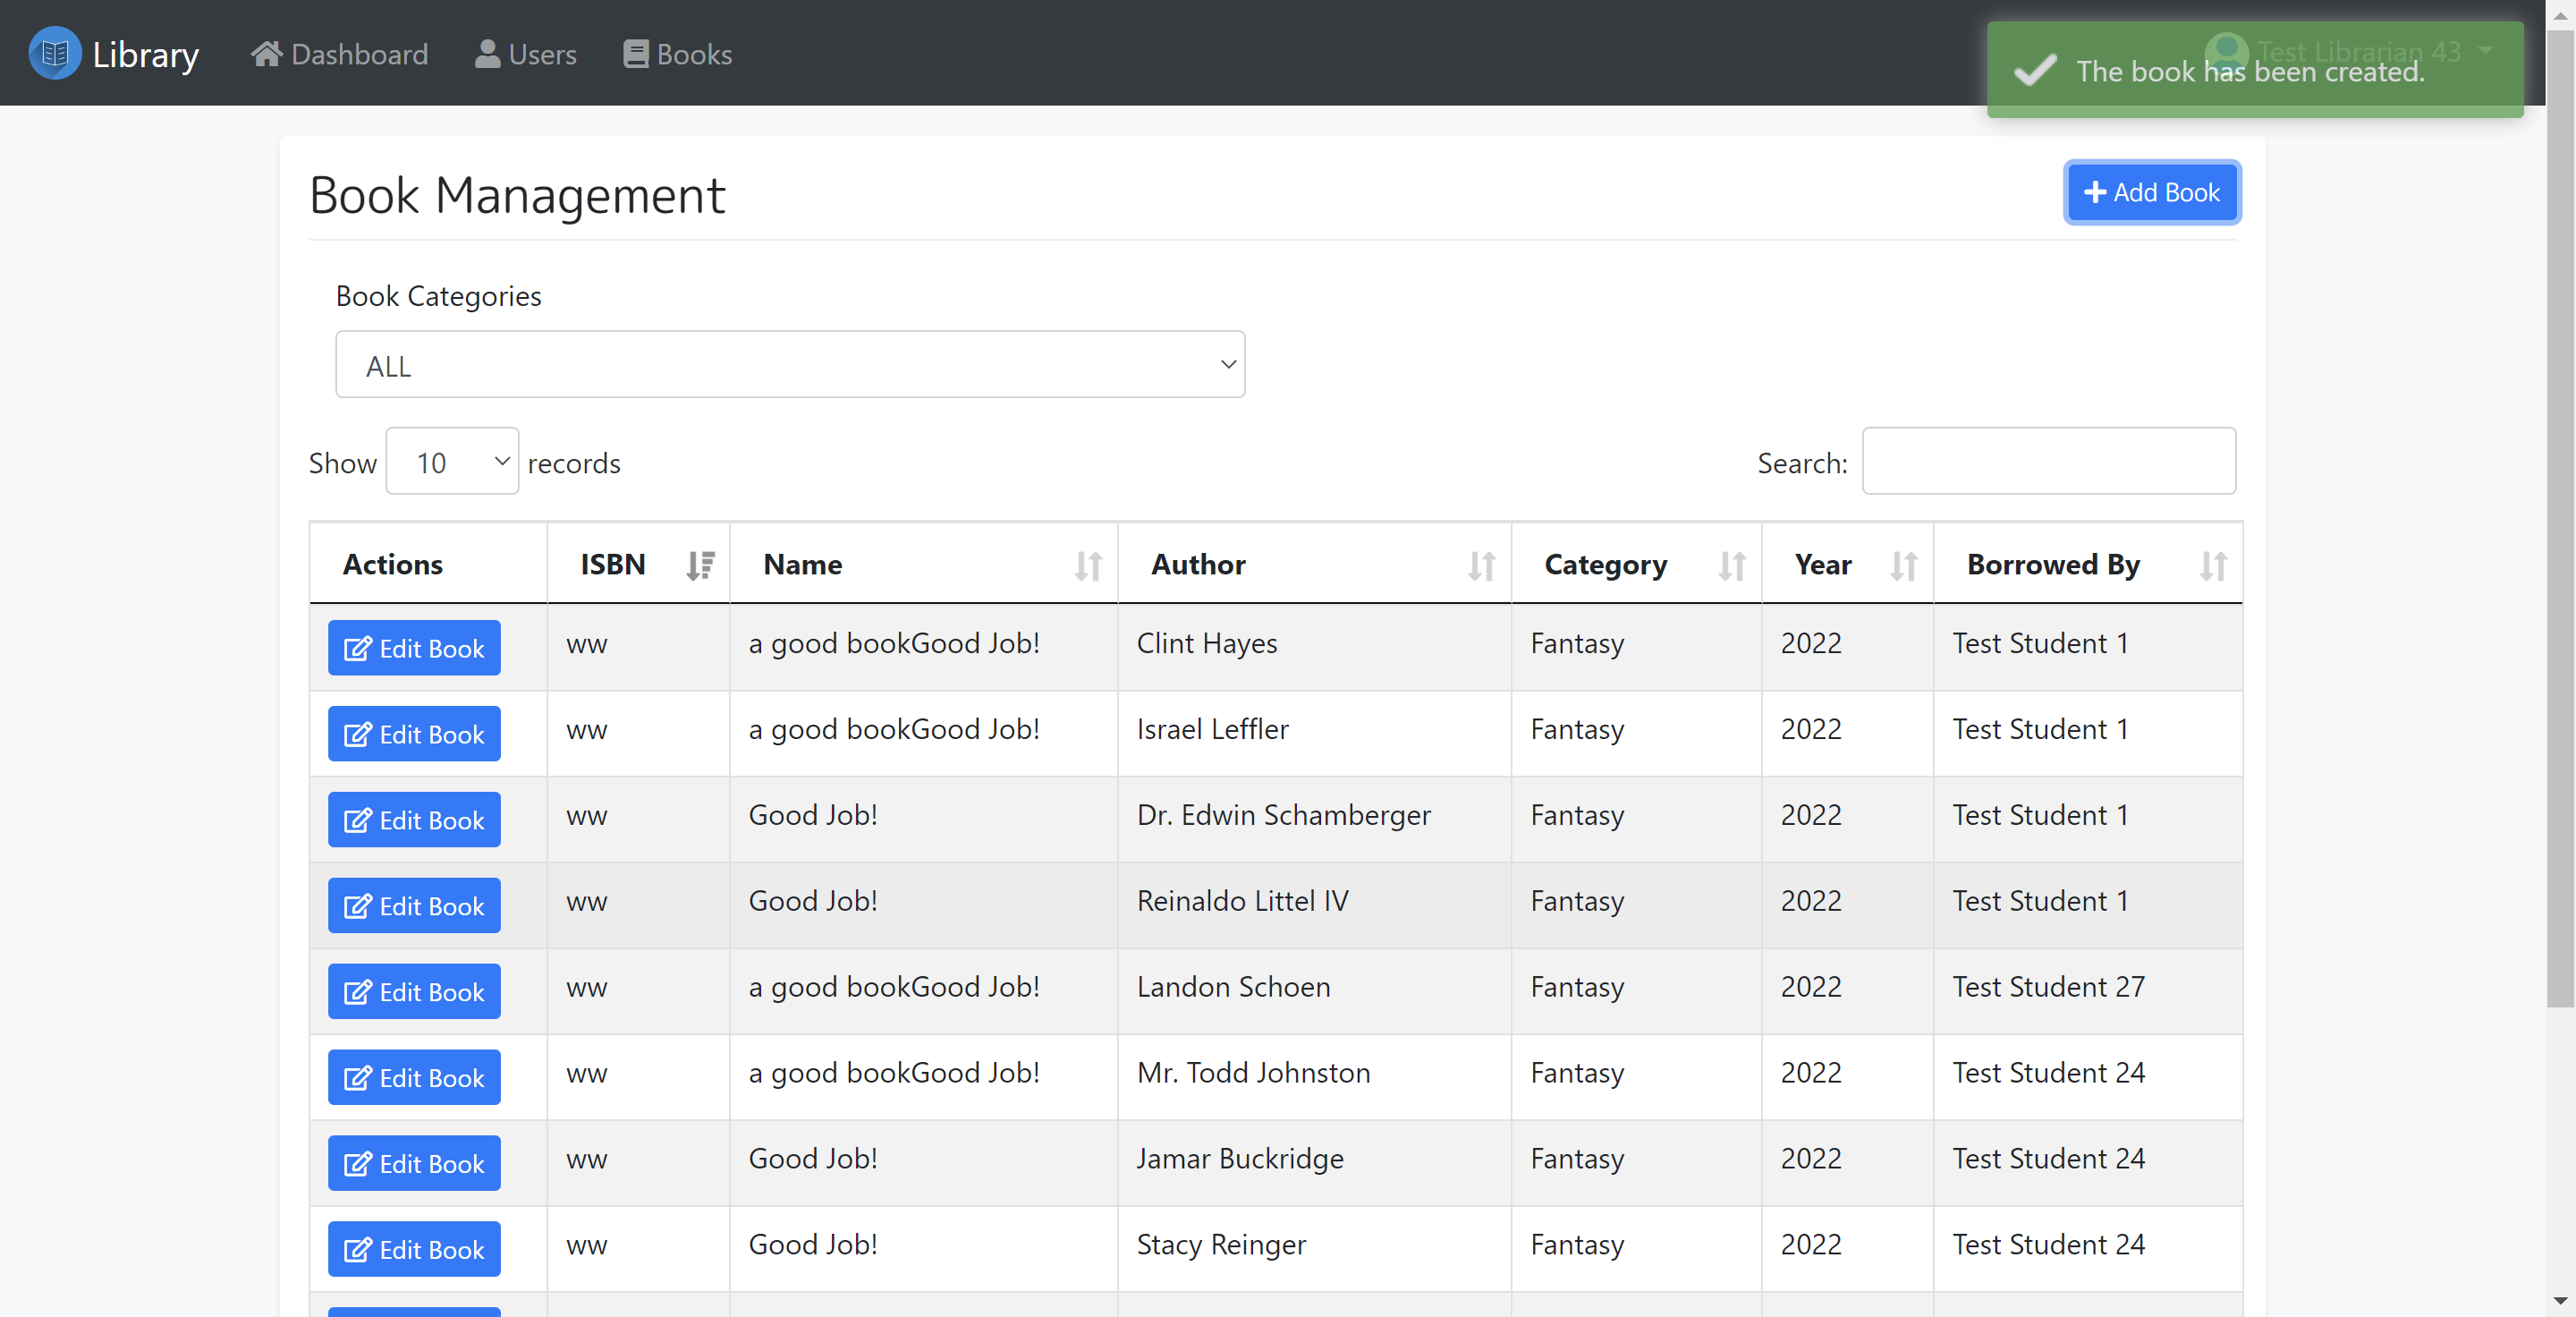 Library Dashboard Users Books Test Librarian 43
The book has been created.
Book Management Add Book
Book Categories
ALL
Show 10 records Search:
Actions ISBN Name Author Category Year Borrowed By
Edit Book ww a good bookGood Job! Clint Hayes Fantasy 2022 Test Student 1
Edit Book ww a good bookGood Job! Israel Leffler Fantasy 2022 Test Student 1
Edit Book ww Good Job! Dr. Edwin Schamberger Fantasy 2022 Test Student 1
Edit Book ww Good Job! Reinaldo Littel IV Fantasy 2022 Test Student 1
Edit Book ww a good bookGood Job! Landon Schoen Fantasy 2022 Test Student 27
Edit Book ww a good bookGood Job! Mr. Todd Johnston Fantasy 2022 Test Student 24
Edit Book ww Good Job! Jamar Buckridge Fantasy 2022 Test Student 24
Edit Book ww Good Job! Stacy Reinger Fantasy 2022 Test Student 24